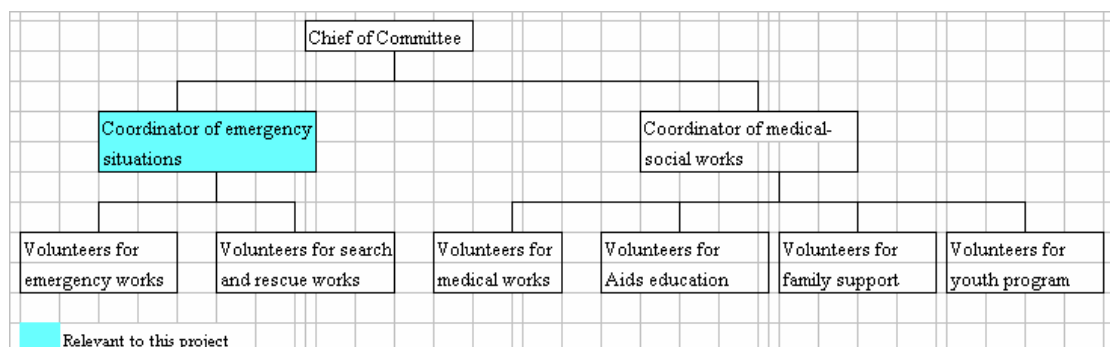 Chief of Committee
Coordinator of emergency
situations
Coordinator of medical-
social works
Volunteers for
emergency works
Volunteers for search
and rescue works
Volunteers for
medical works
Volunteers for
Aids education
Volunteers for
family support
Volunteers for
youth program
Relevant to this project